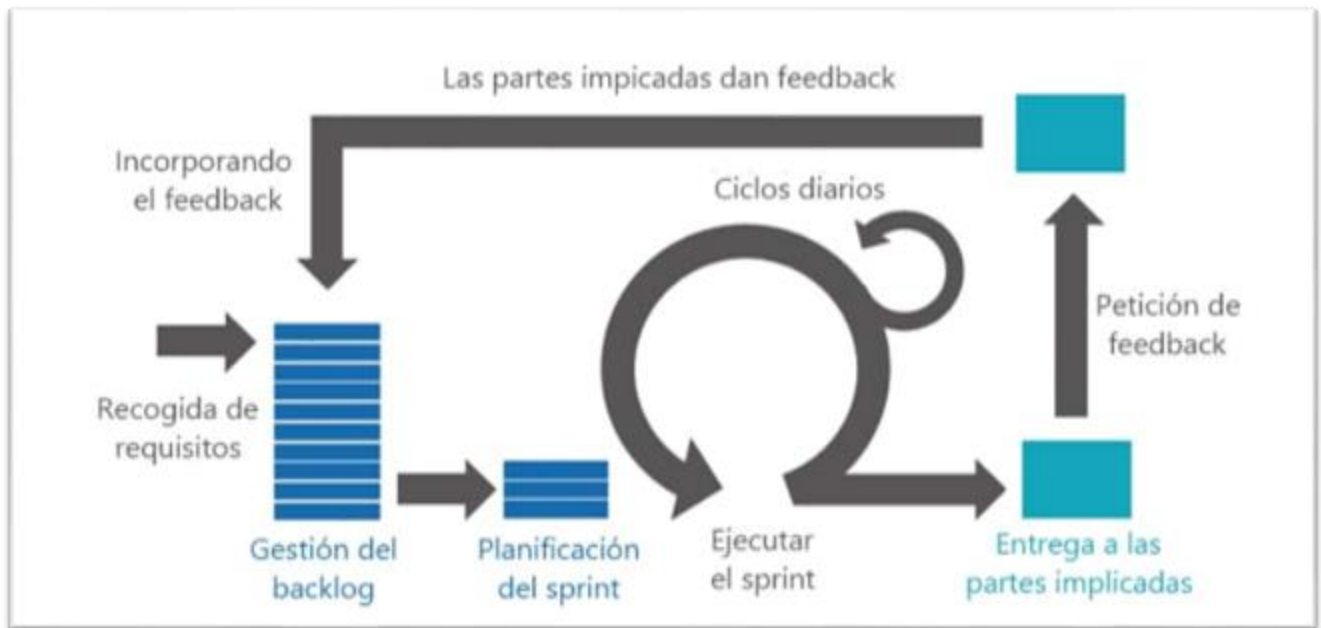 Las partes impicadas dan feedback
Incorporando
el feedback
Ciclos diarios
Petición de
feedback
Recogida de
requisitos
Gestión del
backlog
Planificación
del sprint
Ejecutar
el sprint
Entrega a las
partes implicadas